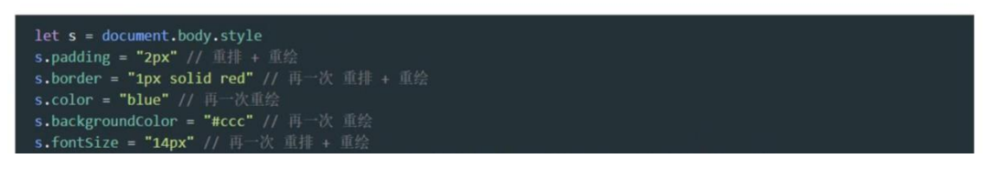 let s = document.body.style
s.padding = "2px" // 重排 + 重绘
s.border = "1px solid red" // 再一次 重排 + 重绘
s.color = "blue" // 再一次重绘
s.backgroundColor = "#ccc" // 再一次 重绘
s.fontSize = "14px" // 再一次 重排 + 重绘